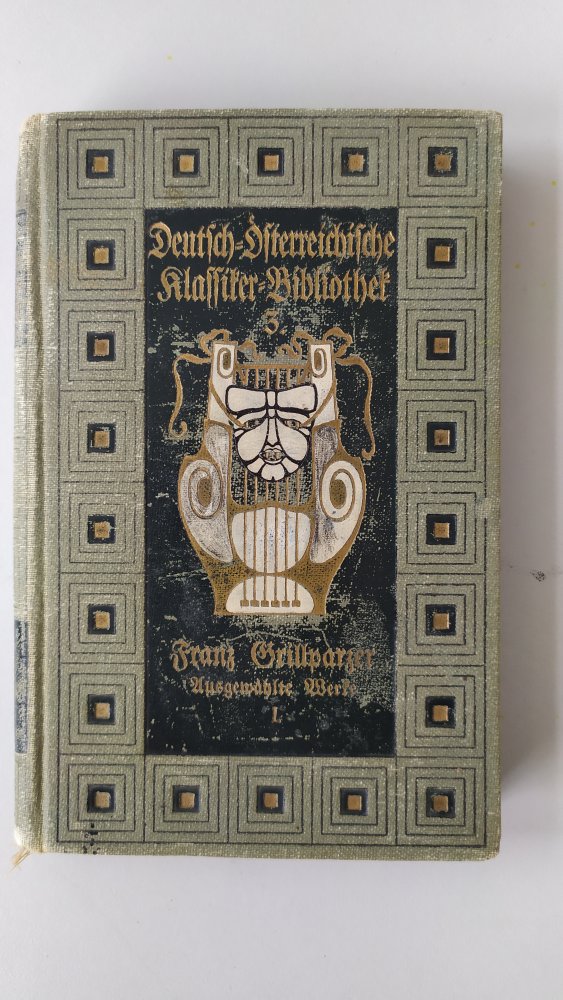 Deutsch=Österreichische
Klassiker=Bibliothek
3.
Franz Grillparzer
Ausgewählte Werke
I.